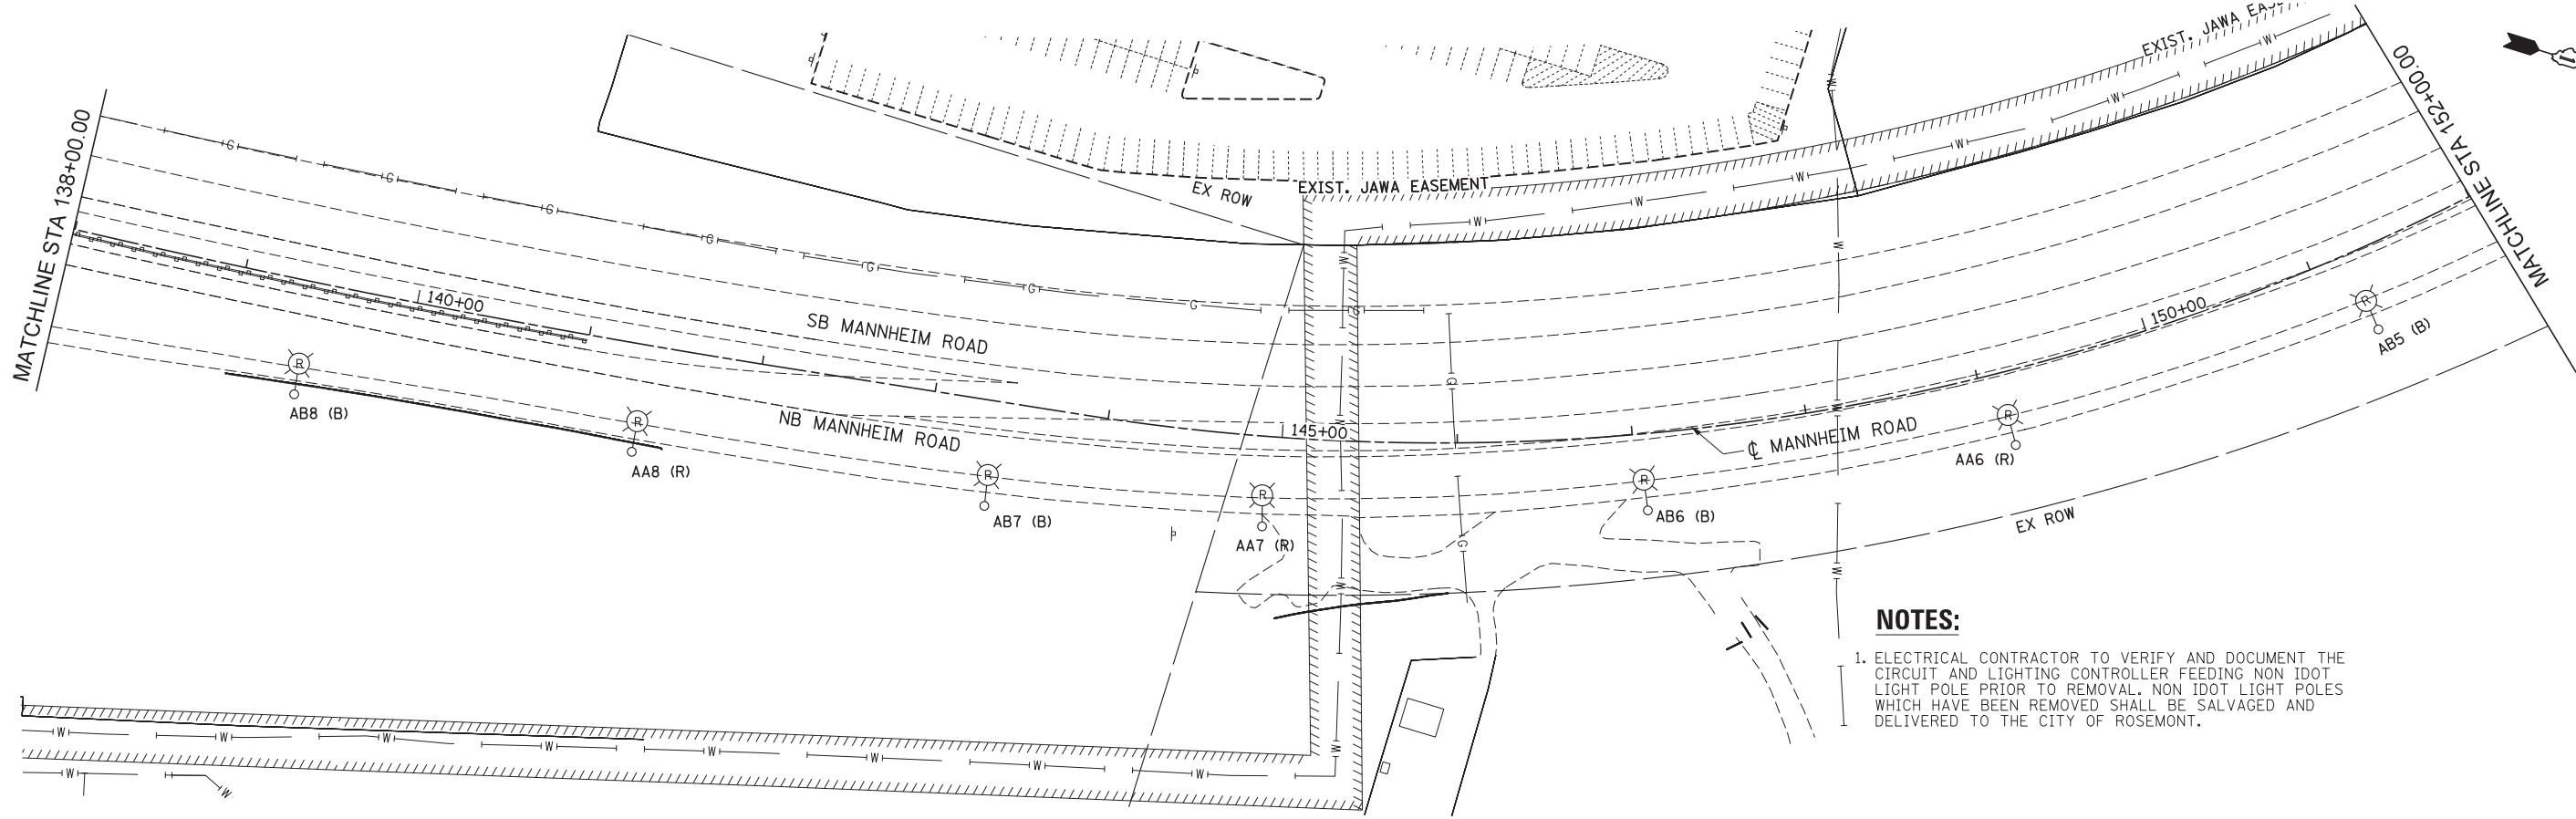 EXIST. JAWA EAS
MATCHLINE STA 138+00.00
MATCHLINE STA 152+00.00
EX ROW
EXIST. JAWA EASEMENT
W
W
W
W
W
W
W
G
G
G
G
G
G
G
G
140+00
SB MANNHEIM ROAD
NB MANNHEIM ROAD
145+00
150+00
℄ MANNHEIM ROAD
R
AB8 (B)
R
AA8 (R)
R
AB7 (B)
R
AA7 (R)
R
AB6 (B)
R
AA6 (R)
R
AB5 (B)
G
G
W
W
W
W
W
W
W
W
EX ROW
NOTES:
1. ELECTRICAL CONTRACTOR TO VERIFY AND DOCUMENT THE
CIRCUIT AND LIGHTING CONTROLLER FEEDING NON IDOT
LIGHT POLE PRIOR TO REMOVAL. NON IDOT LIGHT POLES
WHICH HAVE BEEN REMOVED SHALL BE SALVAGED AND
DELIVERED TO THE CITY OF ROSEMONT.
W
W
W
W
W
W
W
W
W
W